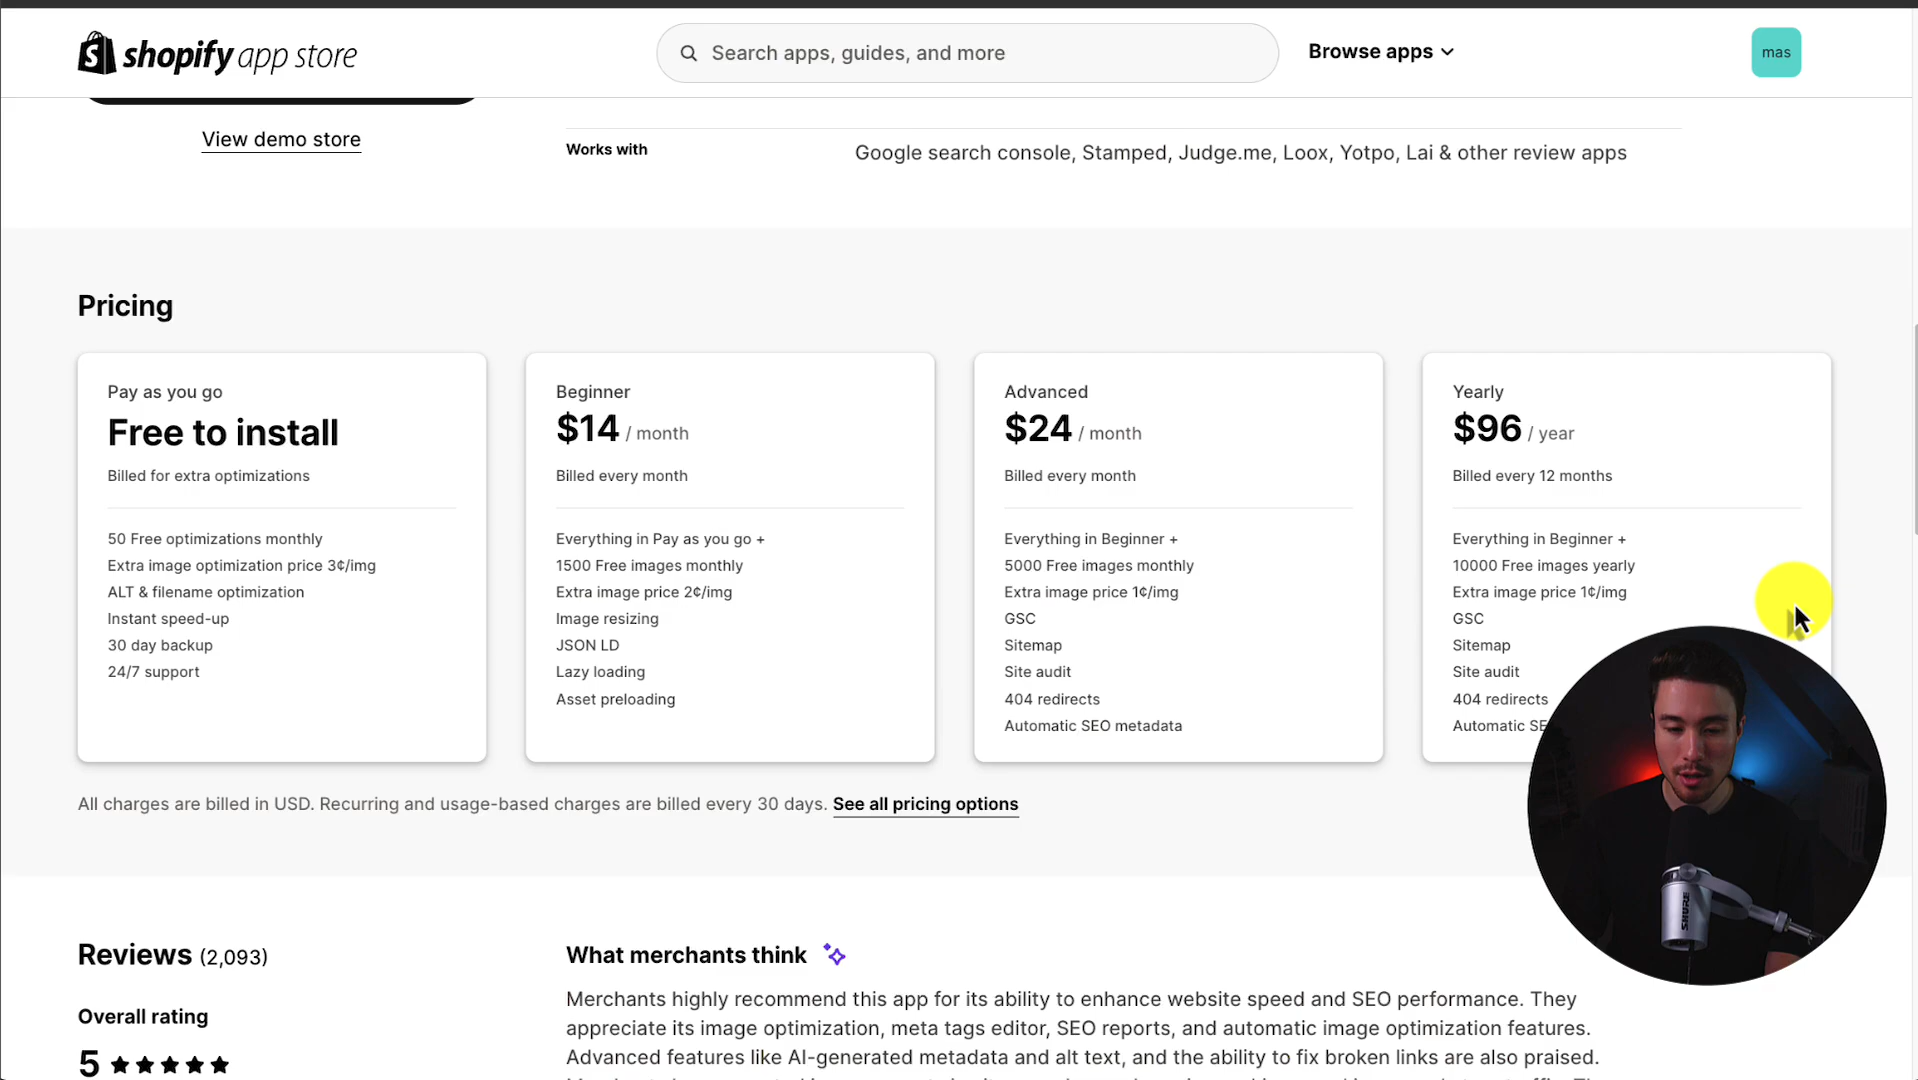 shopify app store
Search apps, guides, and more
Browse apps
mas
View demo store
Works with
Google search console, Stamped, Judge.me, Loox, Yotpo, Lai & other review apps
Pricing
Pay as you go
Free to install
Billed for extra optimizations
50 Free optimizations monthly
Extra image optimization price 3¢/img
ALT & filename optimization
Instant speed-up
30 day backup
24/7 support
Beginner
$14 / month
Billed every month
Everything in Pay as you go +
1500 Free images monthly
Extra image price 2¢/img
Image resizing
JSON LD
Lazy loading
Asset preloading
Advanced
$24 / month
Billed every month
Everything in Beginner +
5000 Free images monthly
Extra image price 1¢/img
GSC
Sitemap
Site audit
404 redirects
Automatic SEO metadata
Yearly
$96 / year
Billed every 12 months
Everything in Beginner +
10000 Free images yearly
Extra image price 1¢/img
GSC
Sitemap
Site audit
404 redirects
Automatic SE
All charges are billed in USD. Recurring and usage-based charges are billed every 30 days. See all pricing options
SHURE
Reviews (2,093)
Overall rating
5
What merchants think
Merchants highly recommend this app for its ability to enhance website speed and SEO performance. They
appreciate its image optimization, meta tags editor, SEO reports, and automatic image optimization features.
Advanced features like AI-generated metadata and alt text, and the ability to fix broken links are also praised.